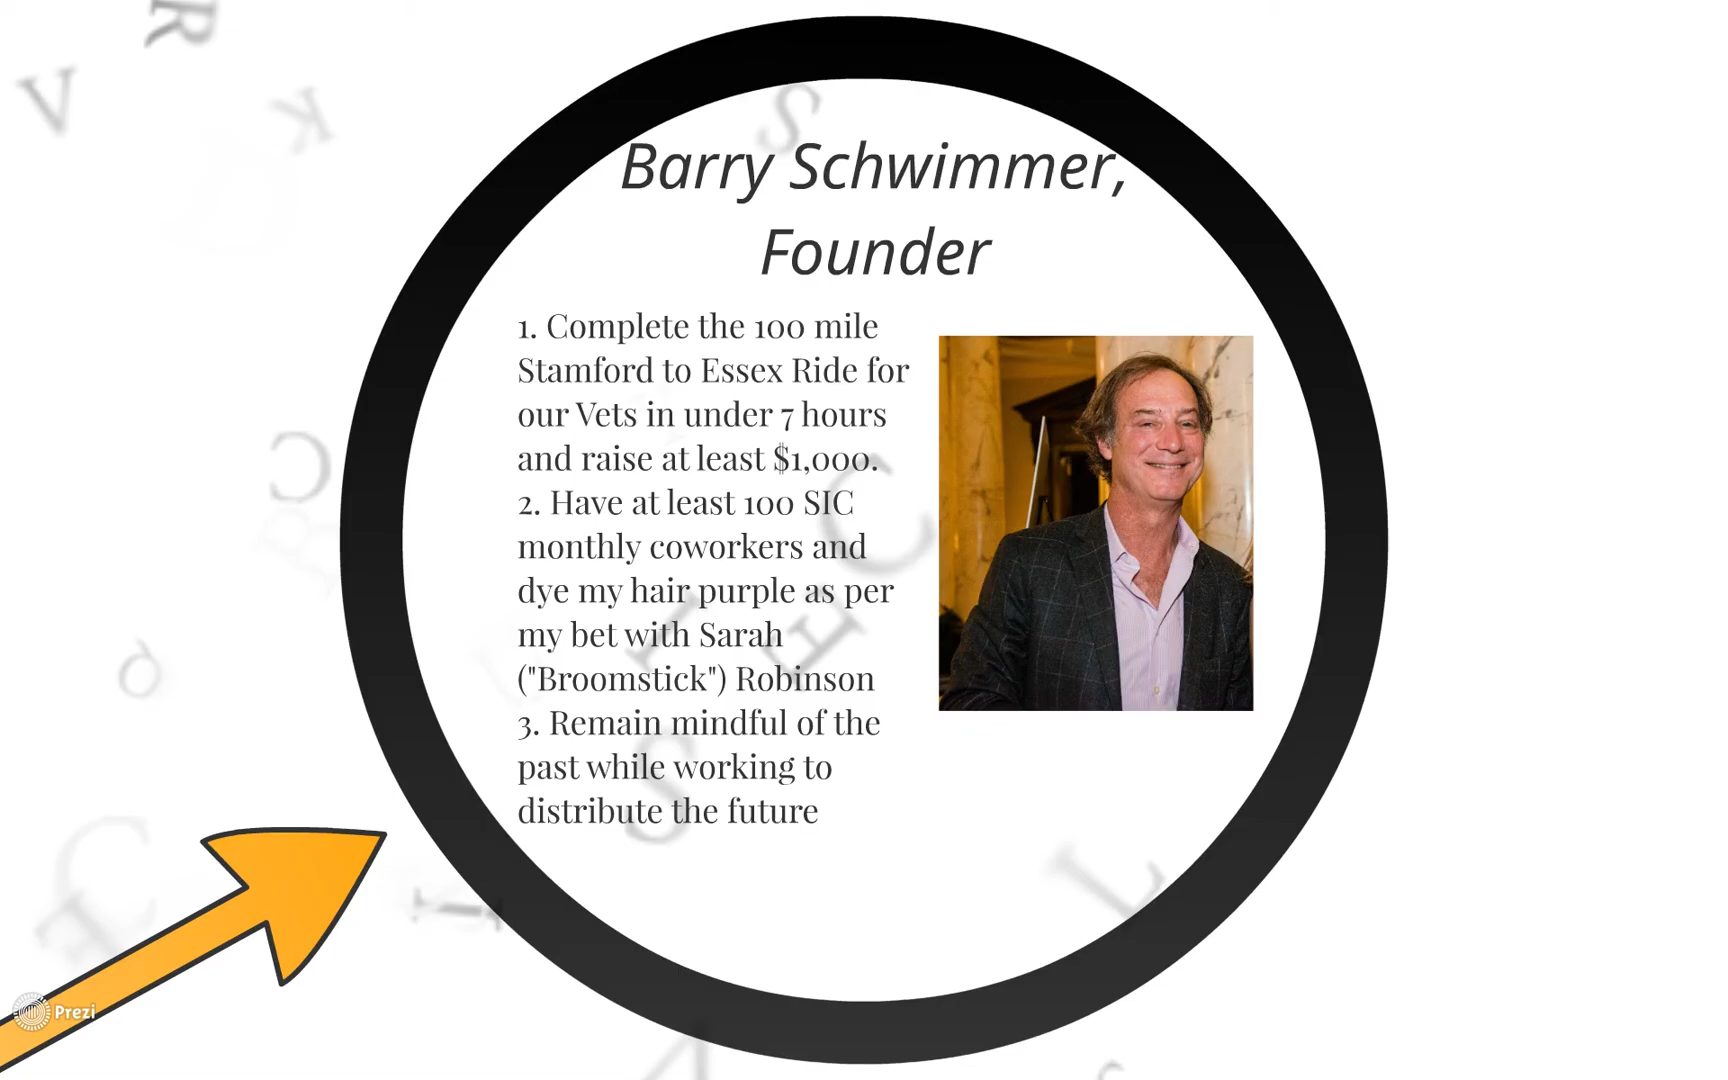 Barry Schwimmer,
Founder
1. Complete the 100 mile
Stamford to Essex Ride for
our Vets in under 7 hours
and raise at least $1,000.
2. Have at least 100 SIC
monthly coworkers and
dye my hair purple as per
my bet with Sarah
("Broomstick") Robinson
3. Remain mindful of the
past while working to
distribute the future
R
V
K
S
C
R
C
H
S
L
C
Prezi